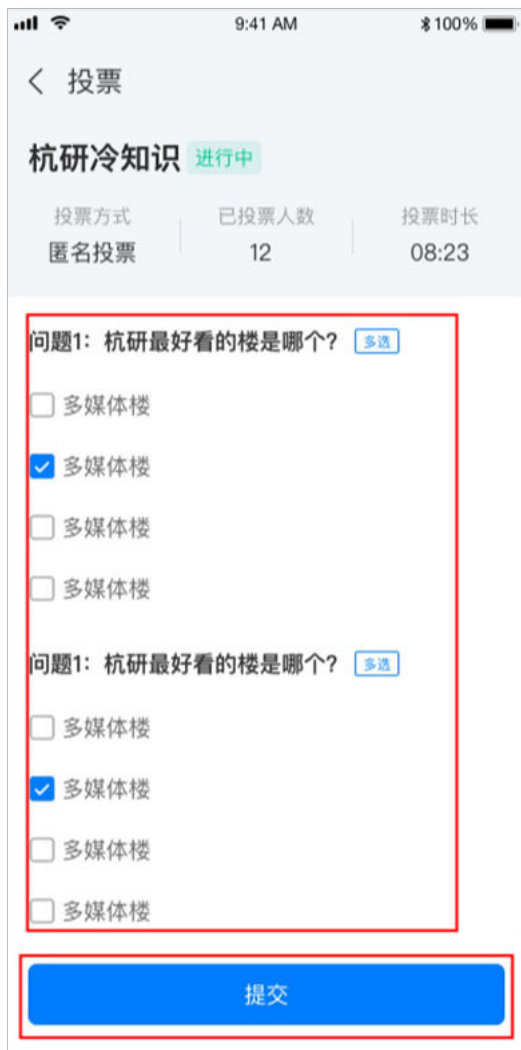 9:41 AM
100%
投票
杭研冷知识 进行中
投票方式 已投票人数 投票时长
匿名投票 12 08:23
问题1：杭研最好看的楼是哪个？ 多选
多媒体楼
多媒体楼
多媒体楼
多媒体楼
问题1：杭研最好看的楼是哪个？ 多选
多媒体楼
多媒体楼
多媒体楼
多媒体楼
提交